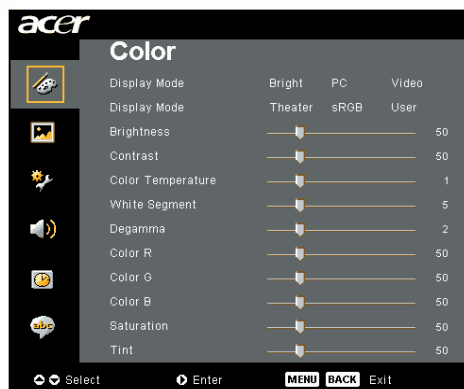 acer
Color
Display Mode Bright PC Video
Display Mode Theater sRGB User
Brightness 50
Contrast 50
Color Temperature 1
White Segment 5
Degamma 2
Color R 50
Color G 50
Color B 50
Saturation 50
Tint 50
abc
Select Enter MENU BACK Exit